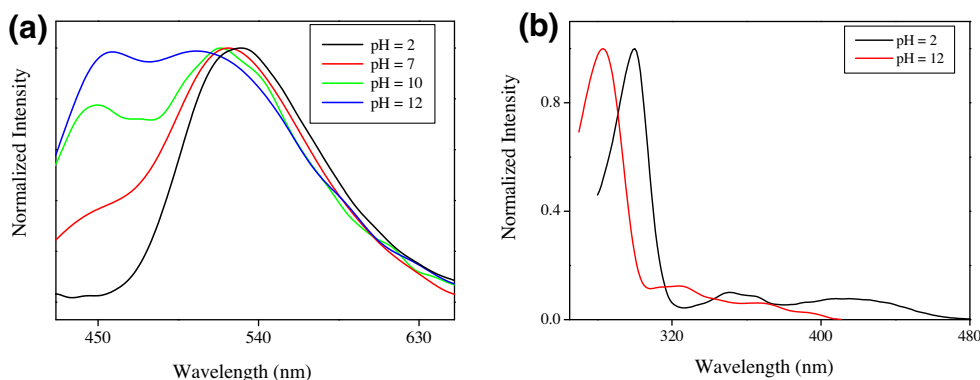 (a)
pH = 2
pH = 7
pH = 10
pH = 12
Normalized Intensity
450
540
630
Wavelength (nm)
(b)
pH = 2
pH = 12
Normalized Intensity
0.8
0.4
0.0
320
400
480
Wavelength (nm)